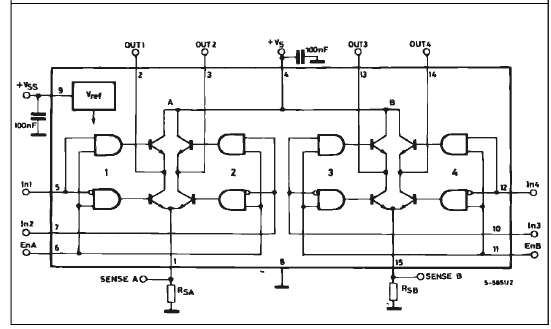 OUT1
OUT2
+VS
100nF
OUT3
OUT4
2
3
4
13
14
+VSS
9
Vref
100nF
A
B
1
2
3
4
In1
5
12
In4
In2
7
10
In3
EnA
6
11
EnB
1
8
15
SENSE A
RSA
SENSE B
RSB
S-5851/2